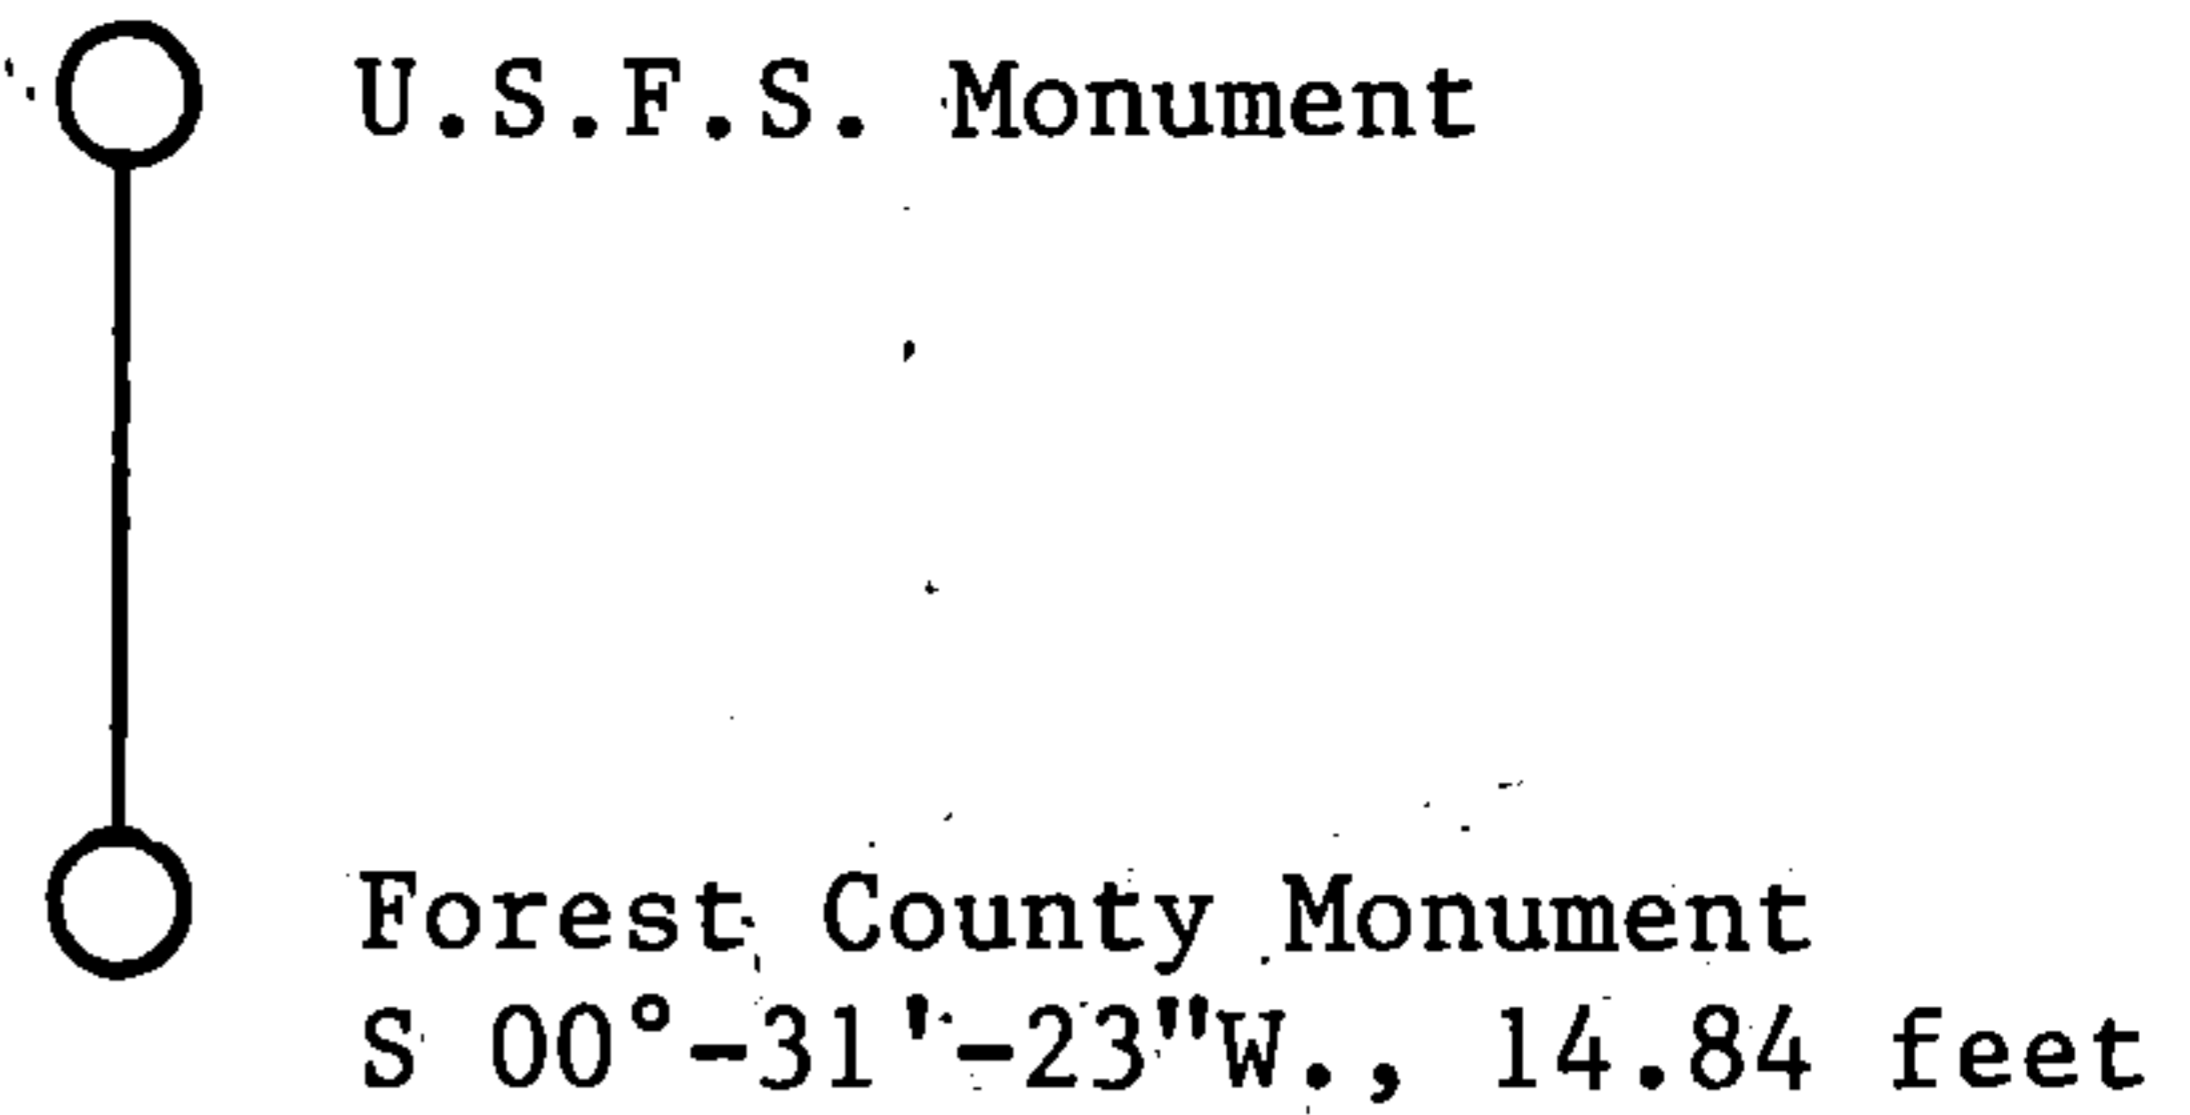 U.S.F.S. Monument
Forest County Monument
S 00°-31'-23"W., 14.84 feet